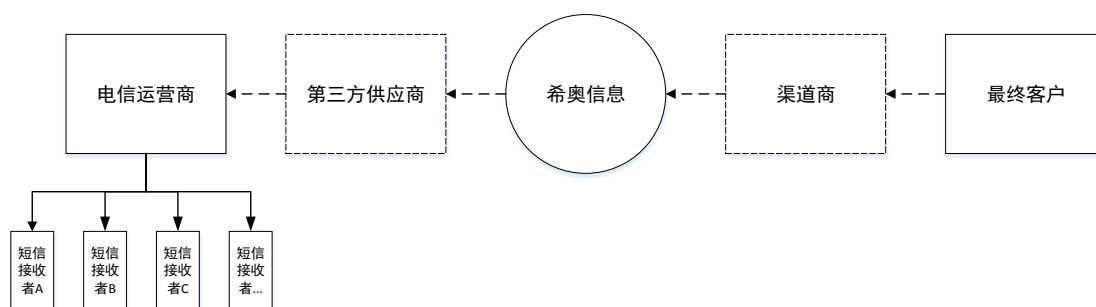 电信运营商
第三方供应商
希奥信息
渠道商
最终客户
短信
接收
者A
短信
接收
者B
短信
接收
者C
短信
接收
者...